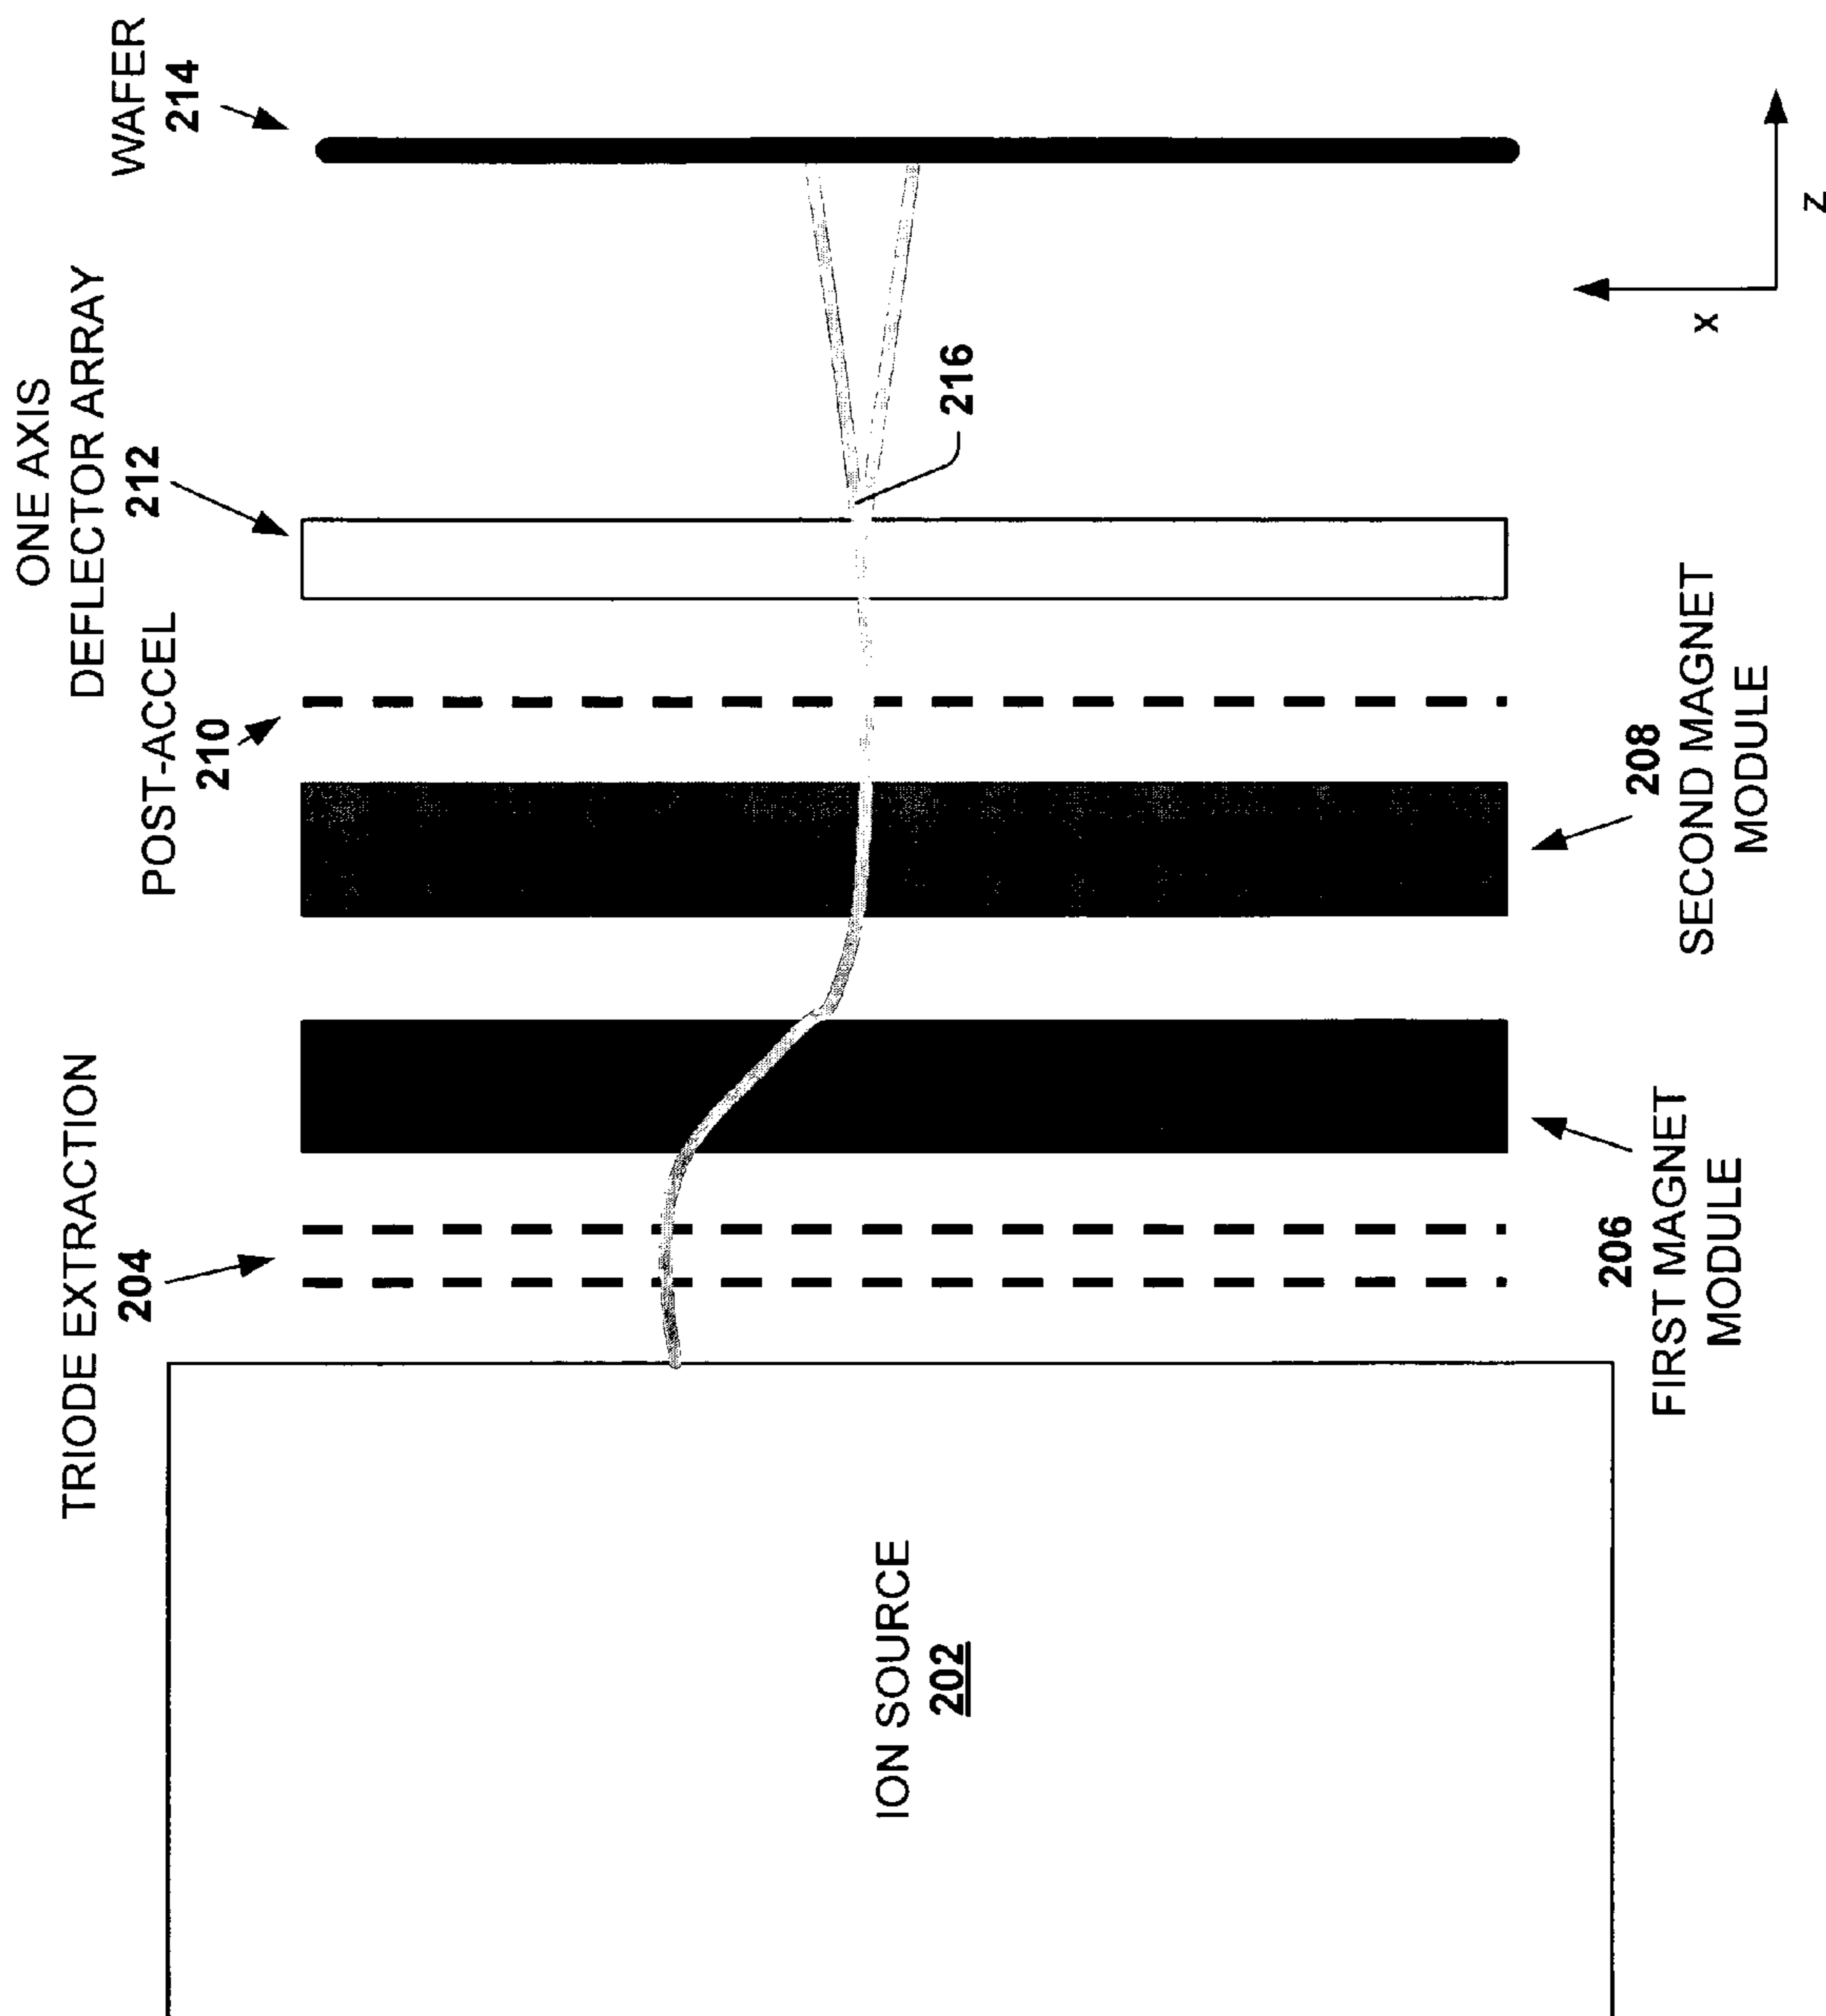 ONE AXIS
DEFLECTOR ARRAY
212
WAFER
214
POST-ACCEL
210
TRIODE EXTRACTION
204
ION SOURCE
202
216
206
FIRST MAGNET
MODULE
208
SECOND MAGNET
MODULE
x
z